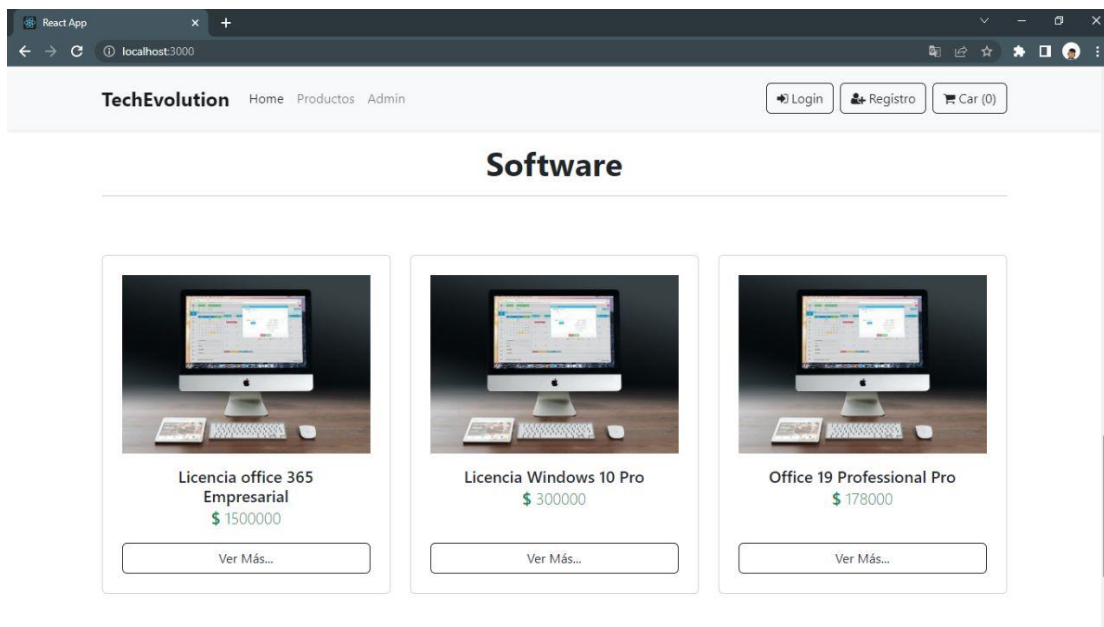 React App
localhost:3000
TechEvolution Home Productos Admin Login Registro Car (0)
Software
Licencia office 365
Empresarial
$ 1500000
Ver Más...
Licencia Windows 10 Pro
$ 300000
Ver Más...
Office 19 Professional Pro
$ 178000
Ver Más...